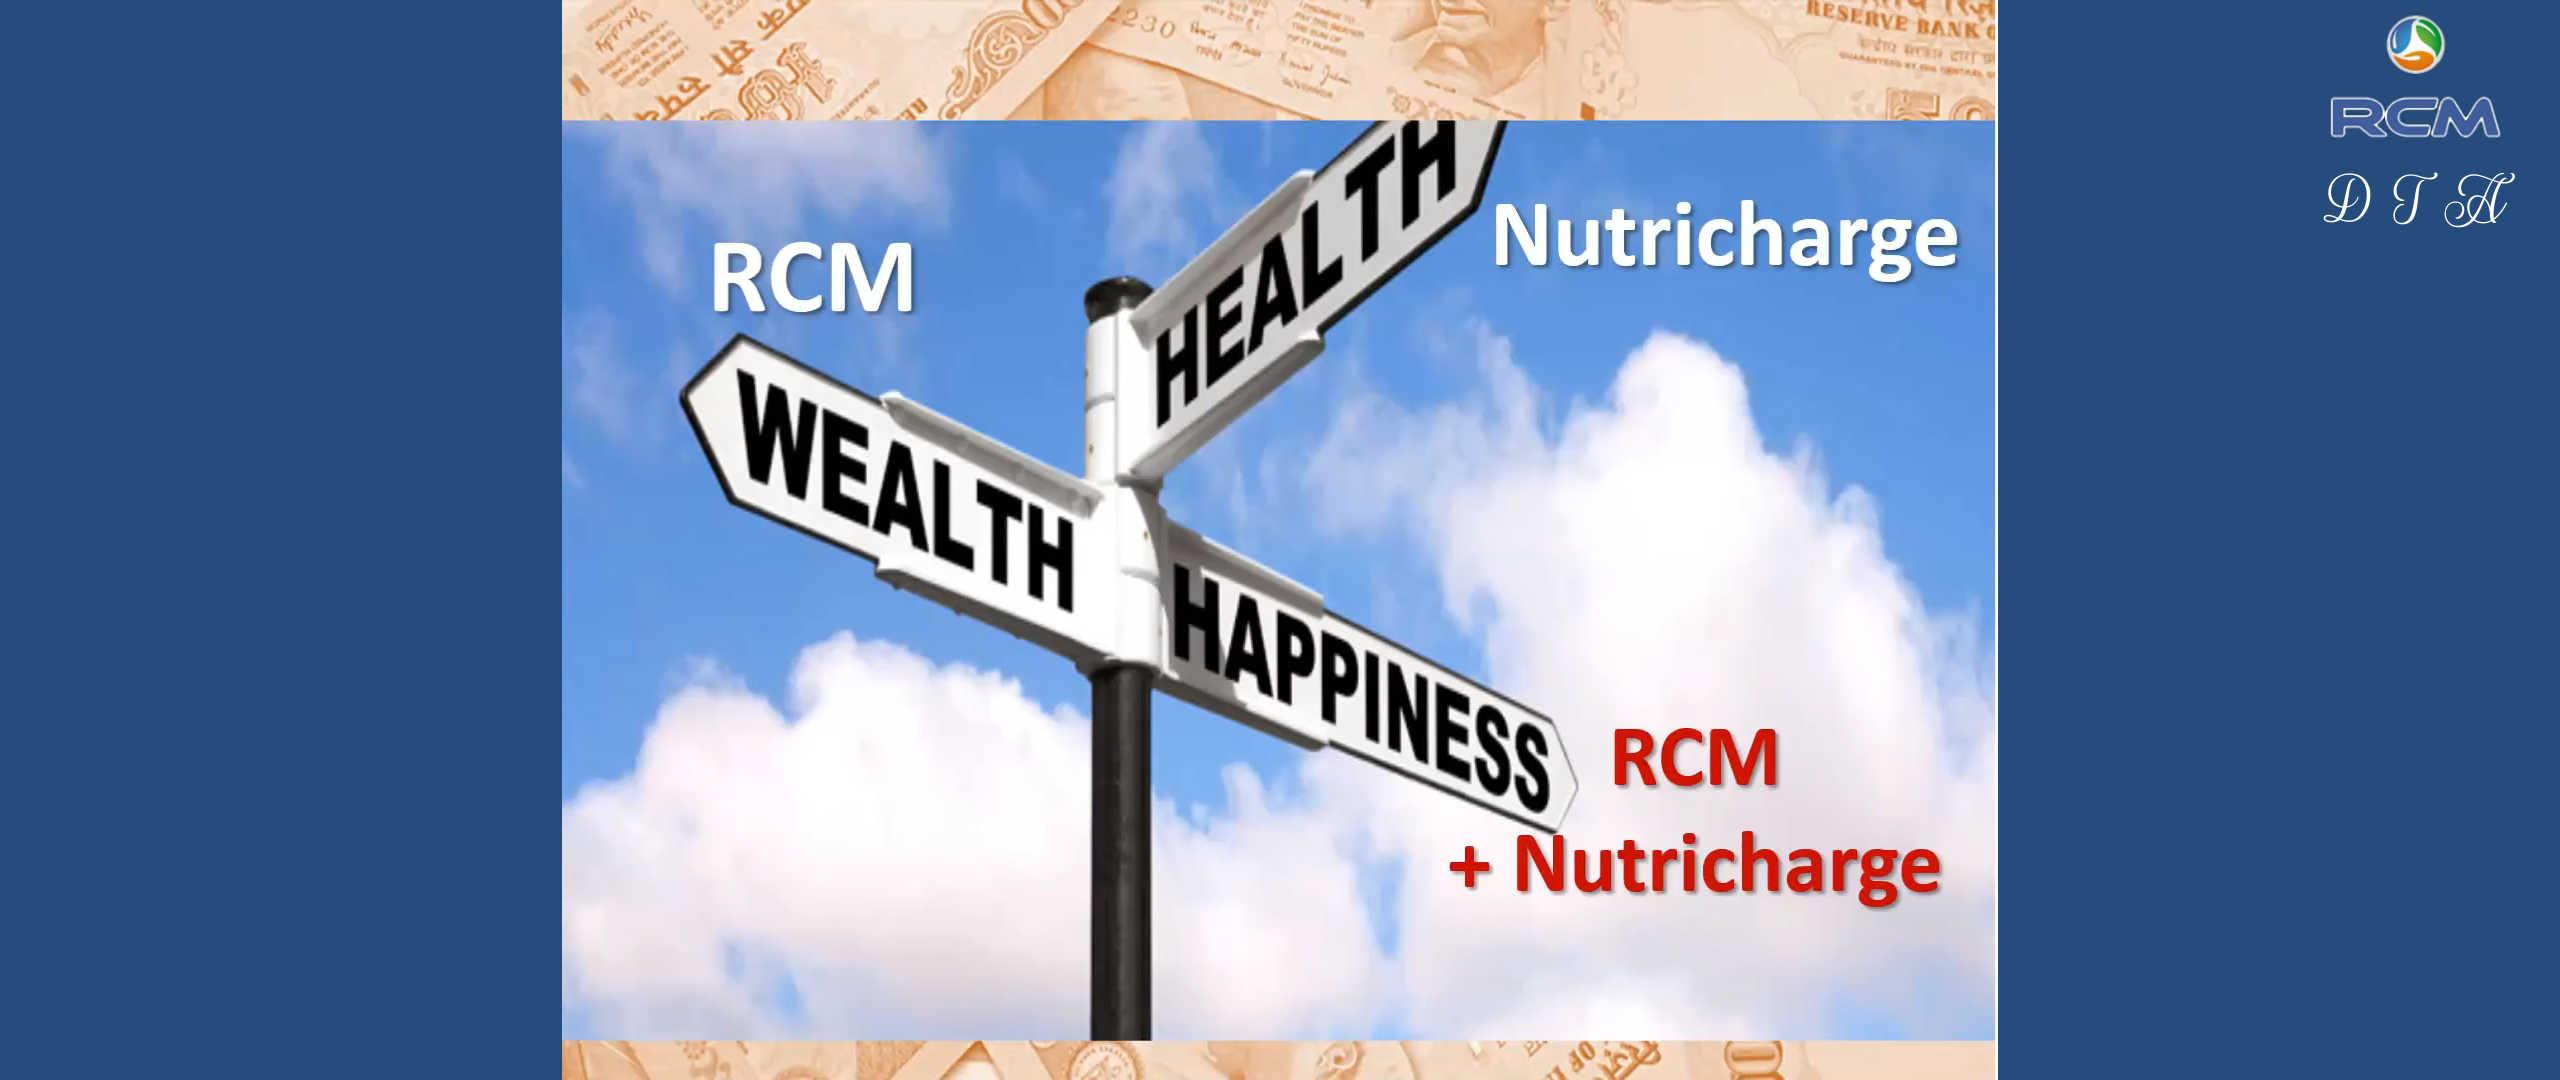 RESERVE BANK
RCM
D T A
RCM
Nutricharge
HEALTH
WEALTH
HAPPINESS
RCM
+ Nutricharge